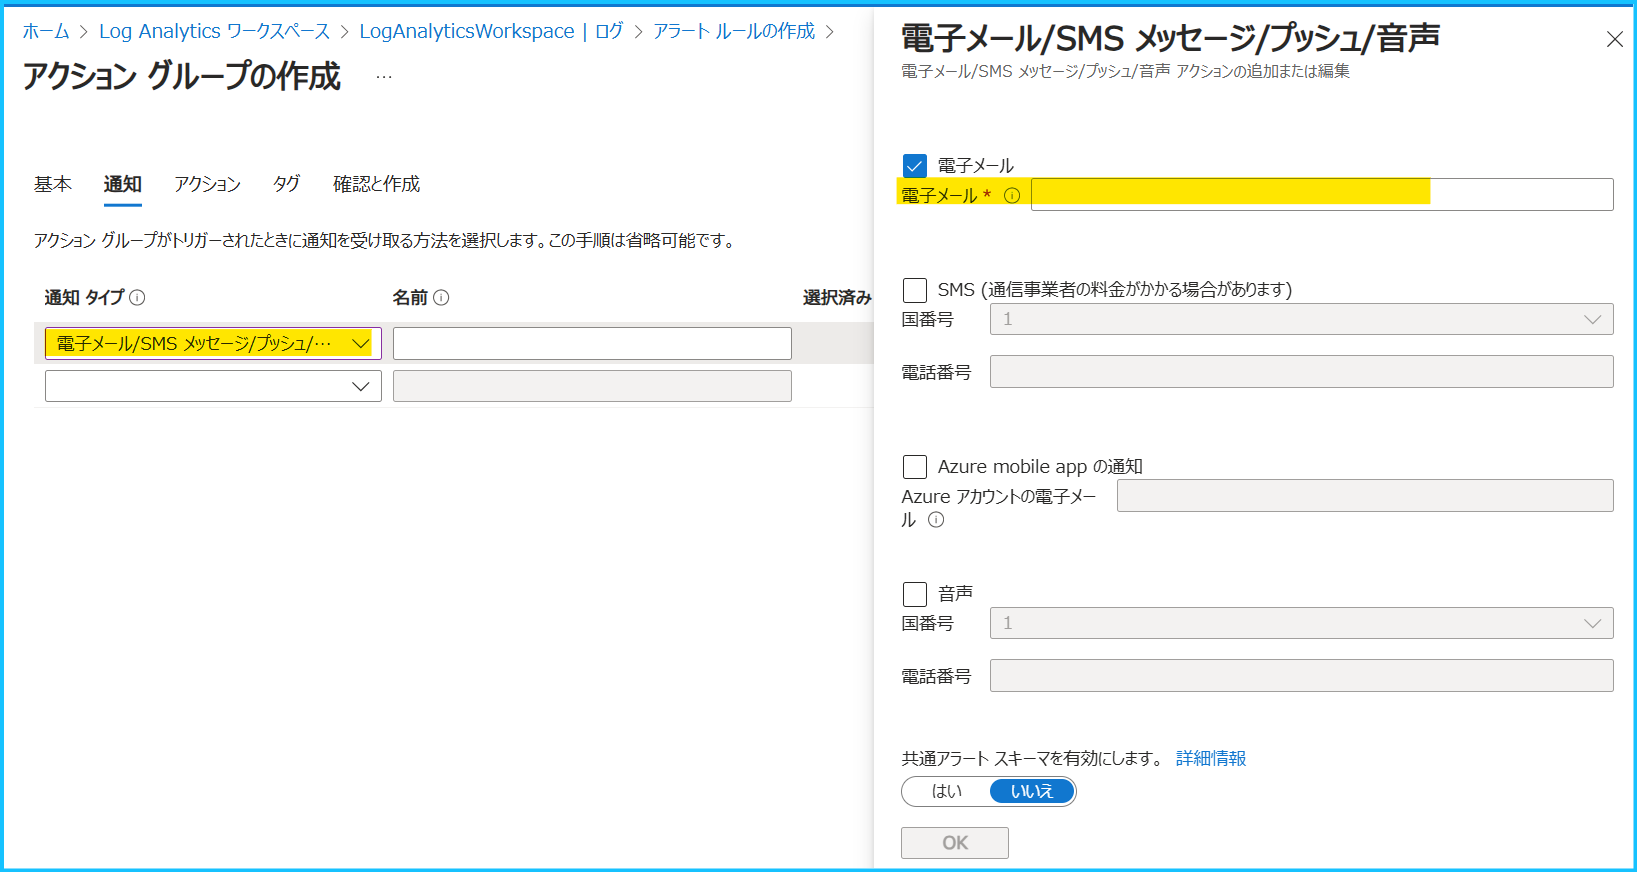 ホーム > Log Analytics ワークスペース > LogAnalyticsWorkspace | ログ > アラート ルールの作成 >
アクション グループの作成 …
基本 通知 アクション タグ 確認と作成
アクション グループがトリガーされたときに通知を受け取る方法を選択します。この手順は省略可能です。
通知 タイプ 名前 選択済み
電子メール/SMS メッセージ/プッシュ/…
電子メール/SMS メッセージ/プッシュ/音声
電子メール/SMS メッセージ/プッシュ/音声 アクションの追加または編集
電子メール
電子メール *
SMS (通信事業者の料金がかかる場合があります)
国番号 1
電話番号
Azure mobile app の通知
Azure アカウントの電子メー
ル
音声
国番号 1
電話番号
共通アラート スキーマを有効にします。 詳細情報
はい いいえ
OK